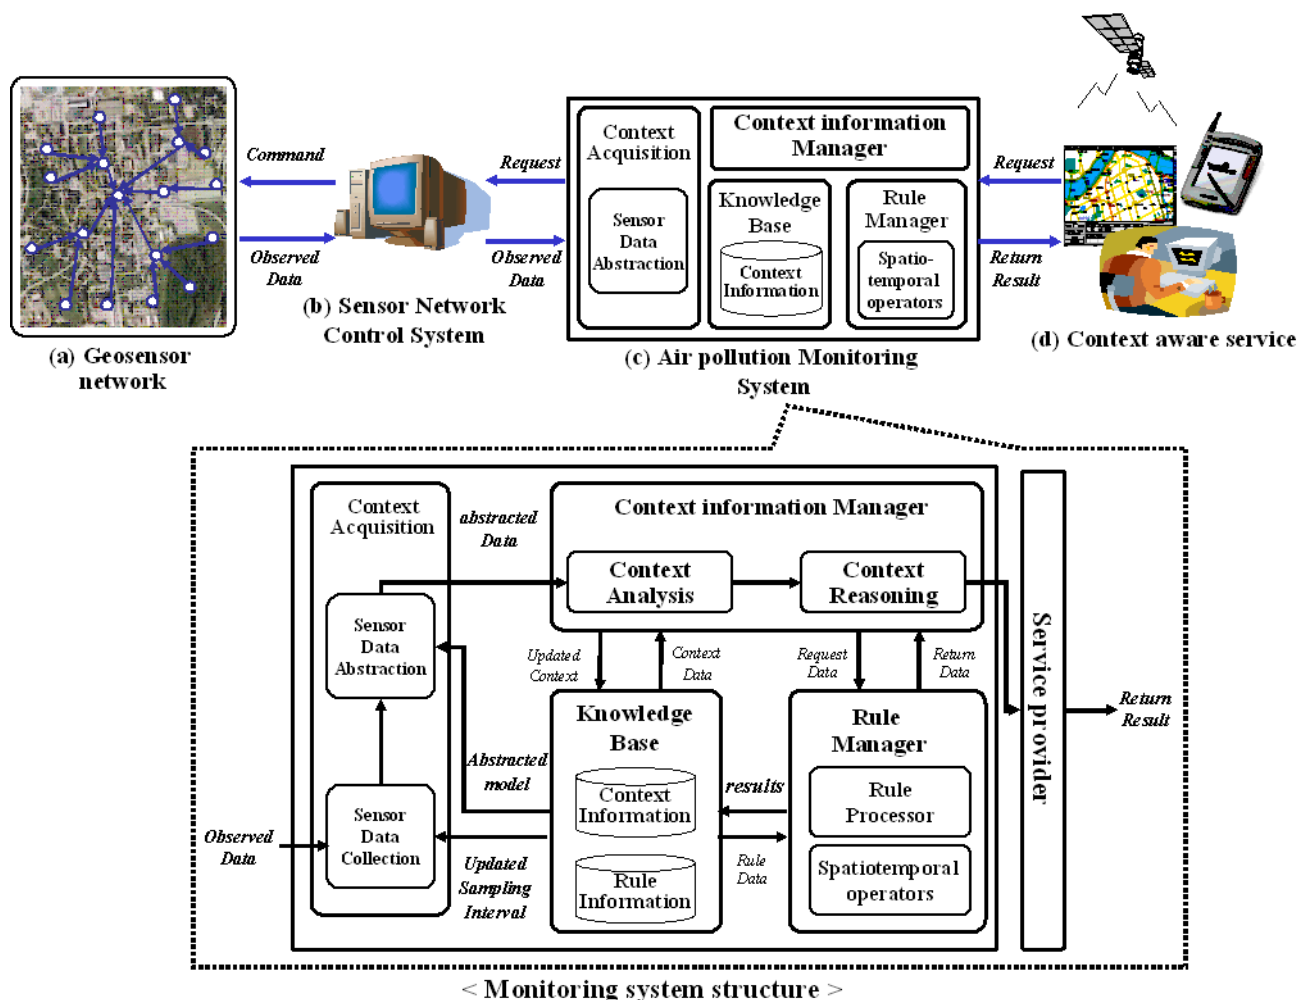 Command
Observed
Data
Request
Observed
Data
Context
Acquisition
Sensor
Data
Abstraction
Context information
Manager
Knowledge
Base
Context
Information
Rule
Manager
Spatio-
temporal
operators
Request
Return
Result
(a) Geosensor
network
(b) Sensor Network
Control System
(c) Air pollution Monitoring
System
(d) Context aware service
Context
Acquisition
abstracted
Data
Context information Manager
Context
Analysis
Context
Reasoning
Sensor
Data
Abstraction
Updated
Context
Context
Data
Request
Data
Return
Data
Knowledge
Base
Rule
Manager
Abstracted
model
results
Context
Information
Rule
Processor
Observed
Data
Sensor
Data
Collection
Updated
Sampling
Interval
Rule
Data
Rule
Information
Spatiotemporal
operators
Service provider
Return
Result
< Monitoring system structure >